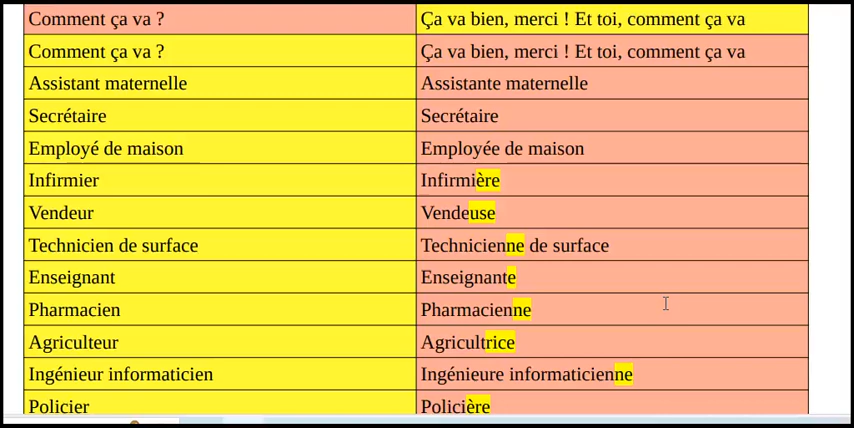 Comment ça va ? Ça va bien, merci ! Et toi, comment ça va
Comment ça va ? Ça va bien, merci ! Et toi, comment ça va
Assistant maternelle Assistante maternelle
Secrétaire Secrétaire
Employé de maison Employée de maison
Infirmier Infirmière
Vendeur Vendeuse
Technicien de surface Technicienne de surface
Enseignant Enseignante
Pharmacien Pharmacienne
Agriculteur Agricultrice
Ingénieur informaticien Ingénieure informaticienne
Policier Policière